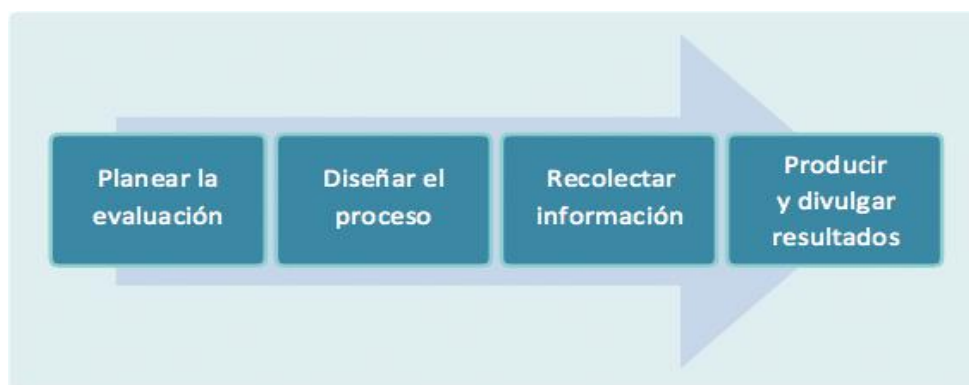 Planear la
evaluación
Diseñar el
proceso
Recolectar
información
Producir
y divulgar
resultados